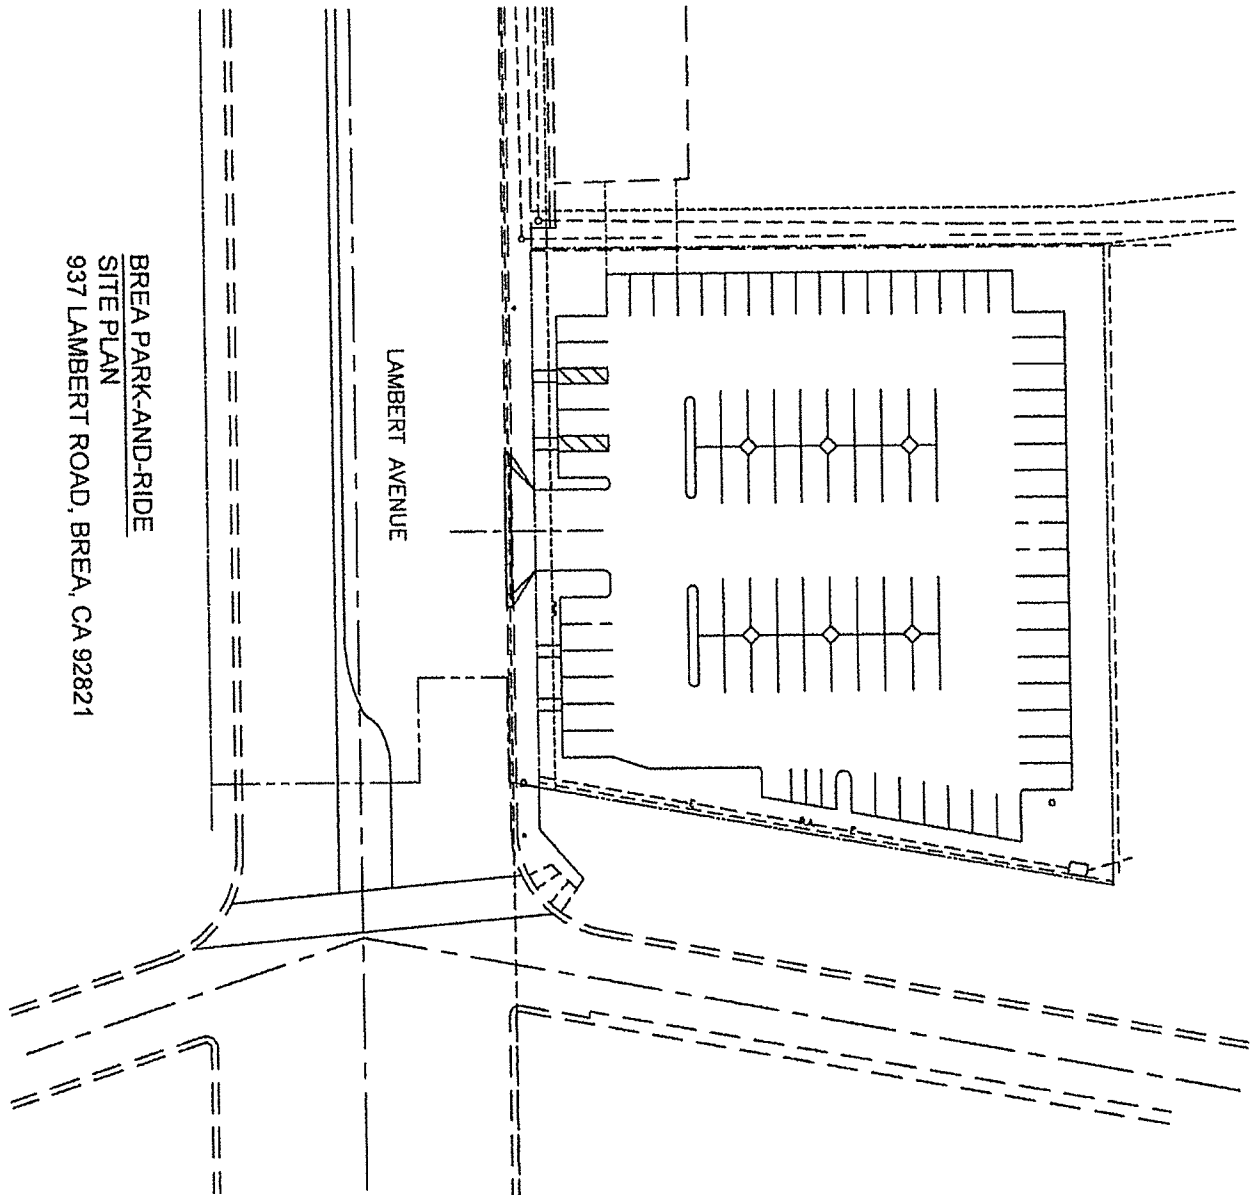 BREA PARK-AND-RIDE
SITE PLAN
937 LAMBERT ROAD, BREA, CA 92821
LAMBERT AVENUE